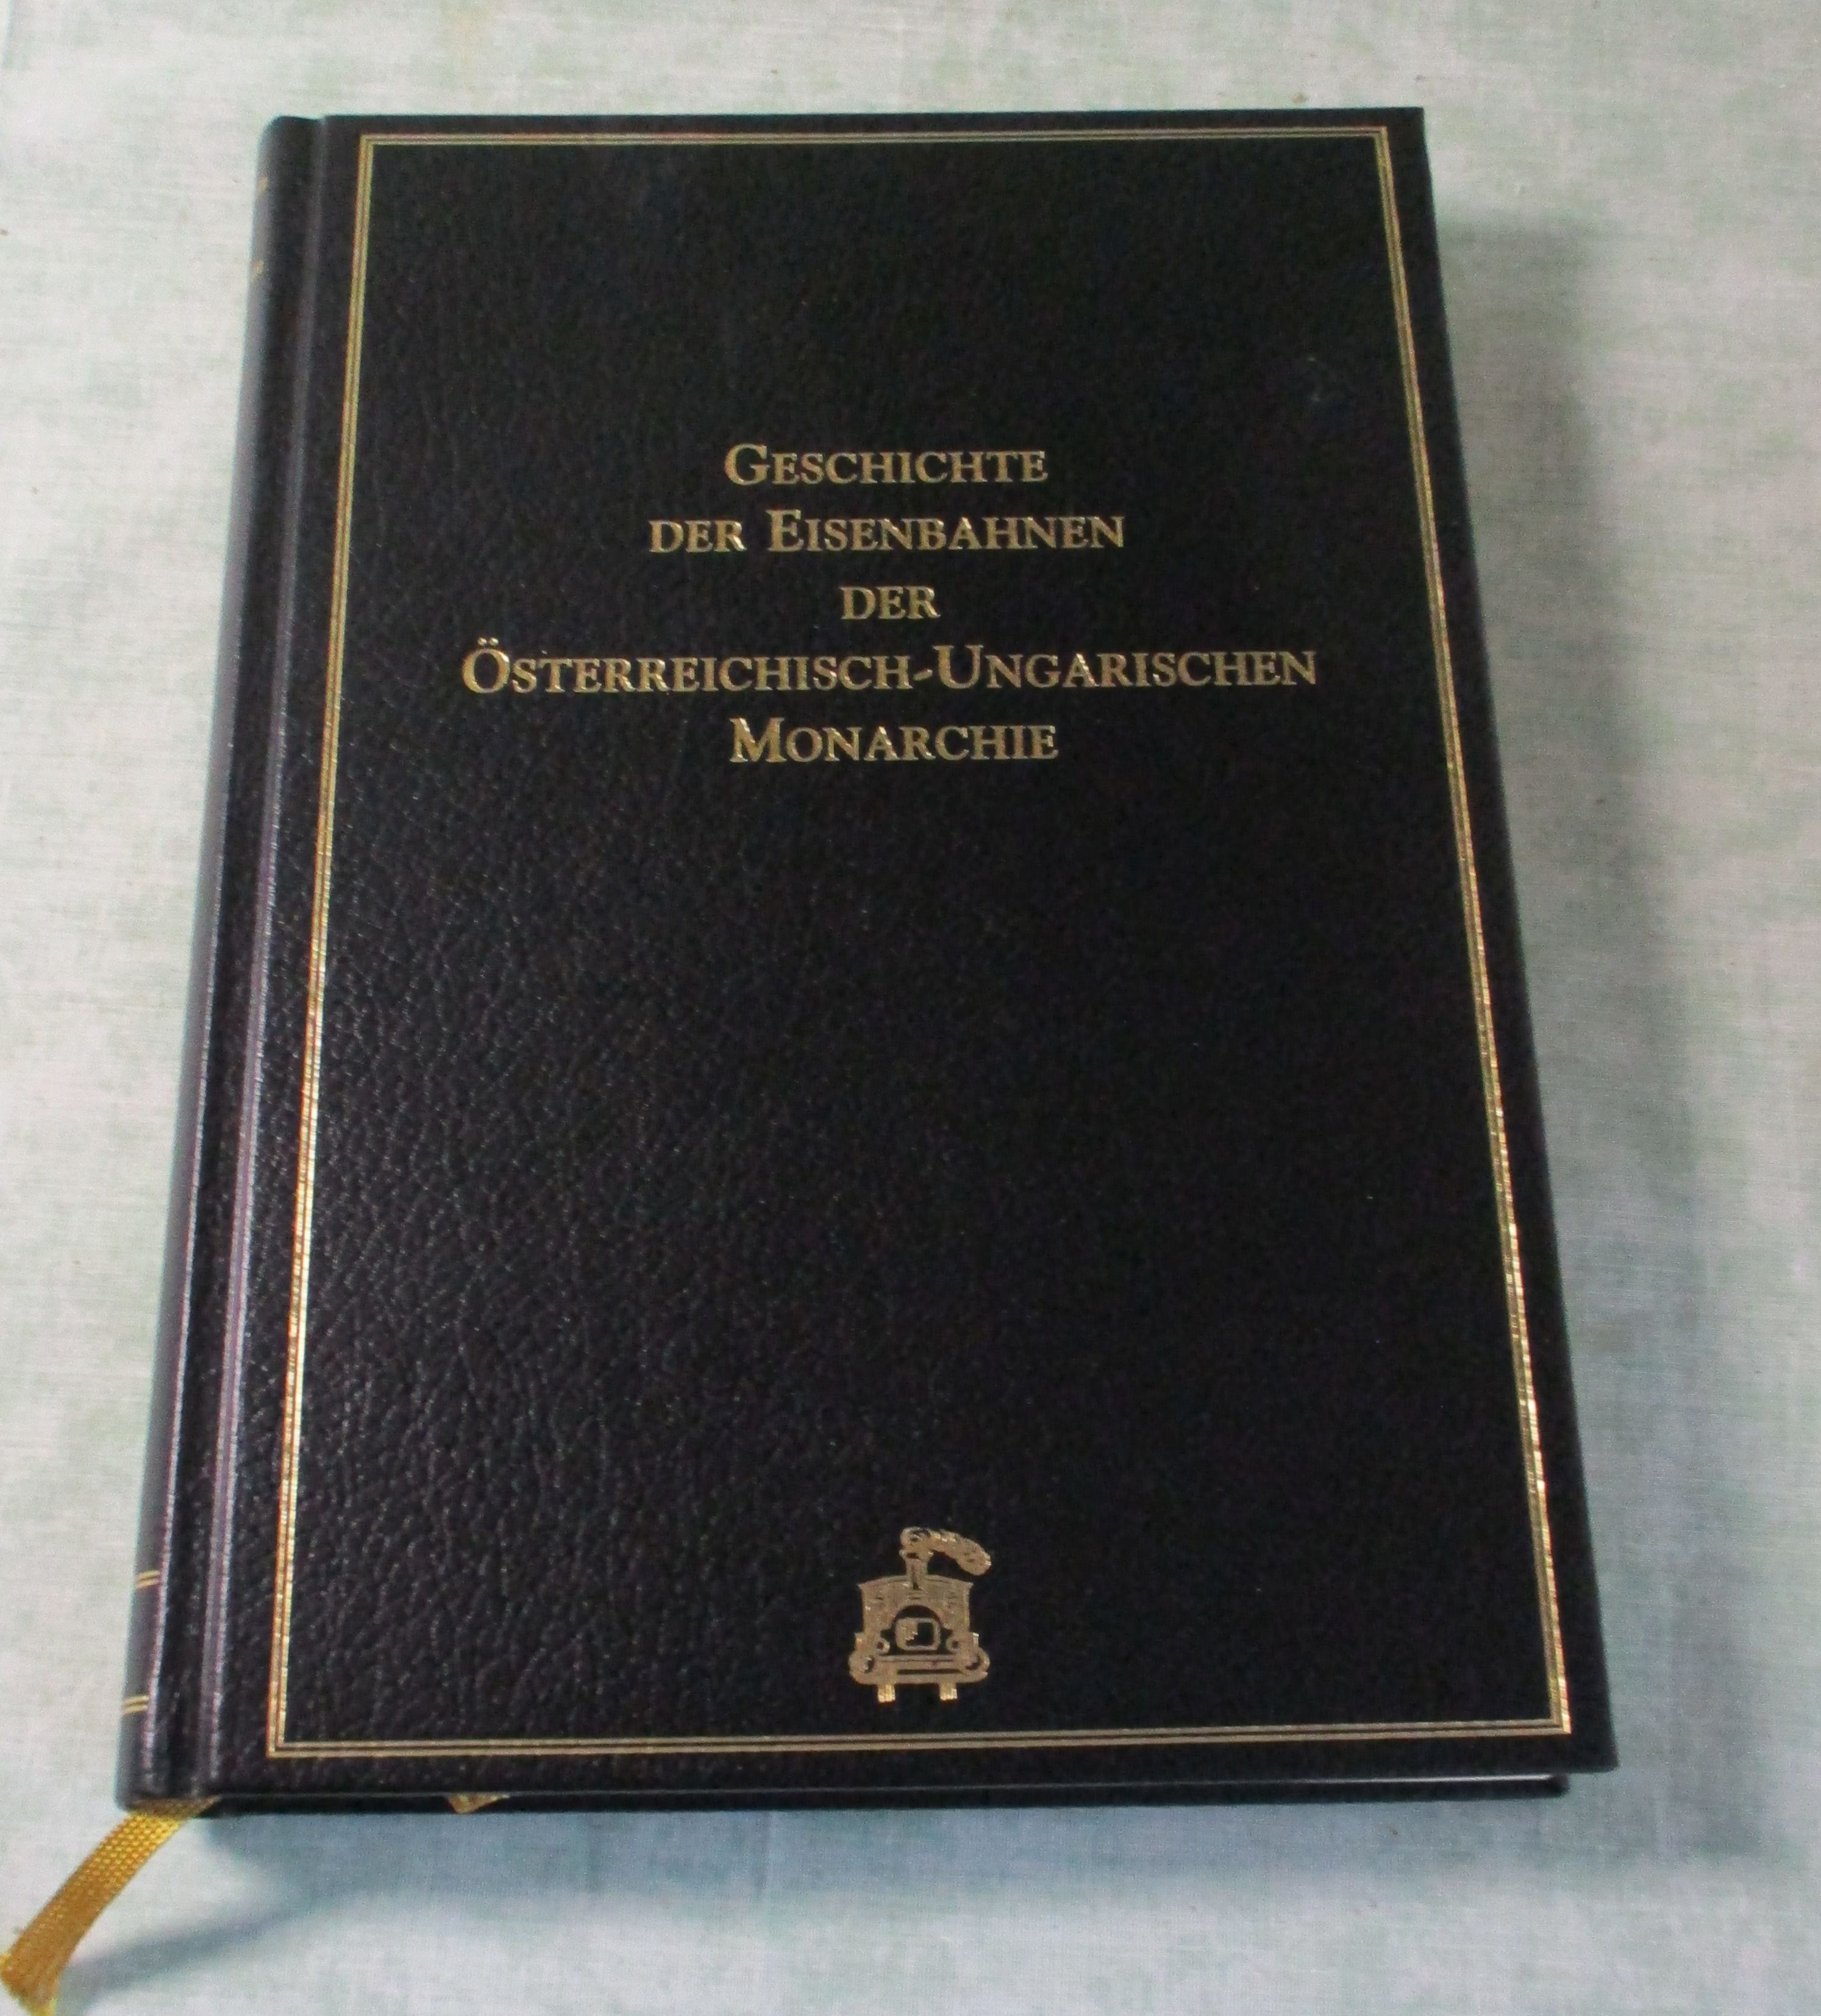 Geschichte
der Eisenbahnen
der
Österreichisch-Ungarischen
Monarchie